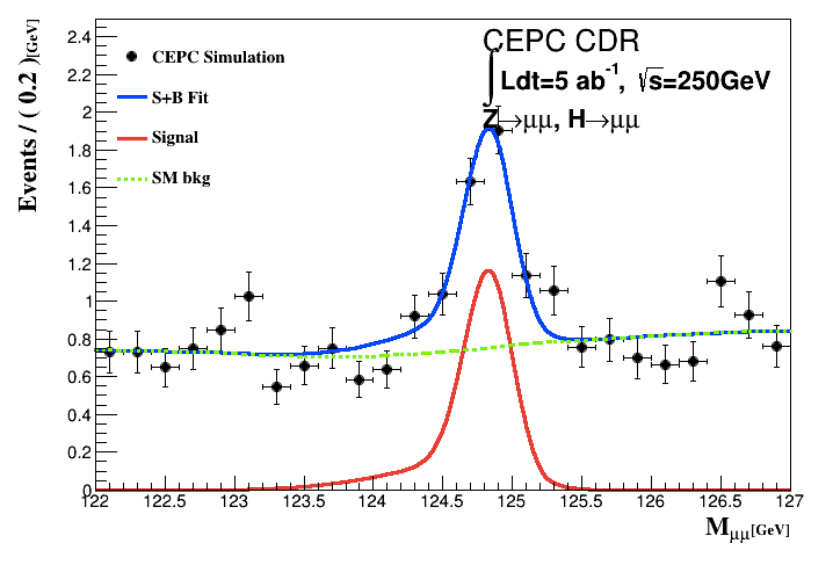 CEPC CDR
∫Ldt=5 ab⁻¹, √s=250GeV
Z→μμ, H→μμ
CEPC Simulation
S+B Fit
Signal
SM bkg
Events / ( 0.2 )[GeV]
2.4
2.2
2
1.8
1.6
1.4
1.2
1
0.8
0.6
0.4
0.2
0
122 122.5 123 123.5 124 124.5 125 125.5 126 126.5 127
Mμμ[GeV]